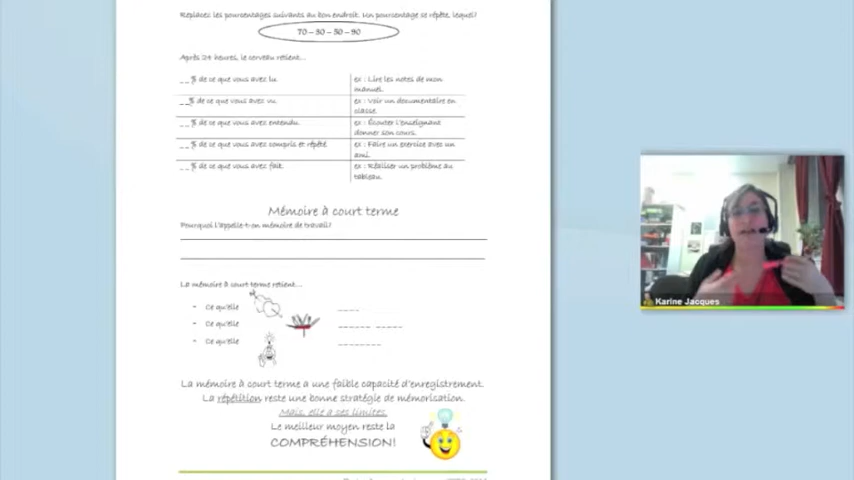 Replacez les pourcentages suivants au bon endroit. Un pourcentage se répète, lequel?
70 – 30 – 50 – 90
Après 24 heures, le cerveau retient...
_ _ % de ce que vous avez lu
ex : Lire les notes de mon manuel.
_ _ % de ce que vous avez vu
ex : Voir un documentaire en classe.
_ _ % de ce que vous avez entendu
ex : Écouter l'enseignant donner son cours.
_ _ % de ce que vous avez compris et répété
ex : Faire un exercice avec un ami.
_ _ % de ce que vous avez fait
ex : Réaliser un problème au tableau.
Mémoire à court terme
Pourquoi l'appelle-t-on mémoire de travail?
La mémoire à court terme retient...
- Ce qu'elle
- Ce qu'elle
- Ce qu'elle
La mémoire à court terme a une faible capacité d'enregistrement.
La répétition reste une bonne stratégie de mémorisation.
Mais, elle a ses limites.
Le meilleur moyen reste la
COMPRÉHENSION!
Karine Jacques